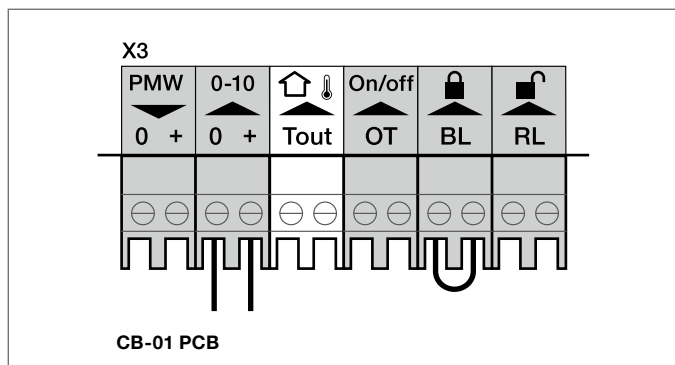 X3
PMW 0-10 On/off
0 + 0 + Tout OT BL RL
CB-01 PCB